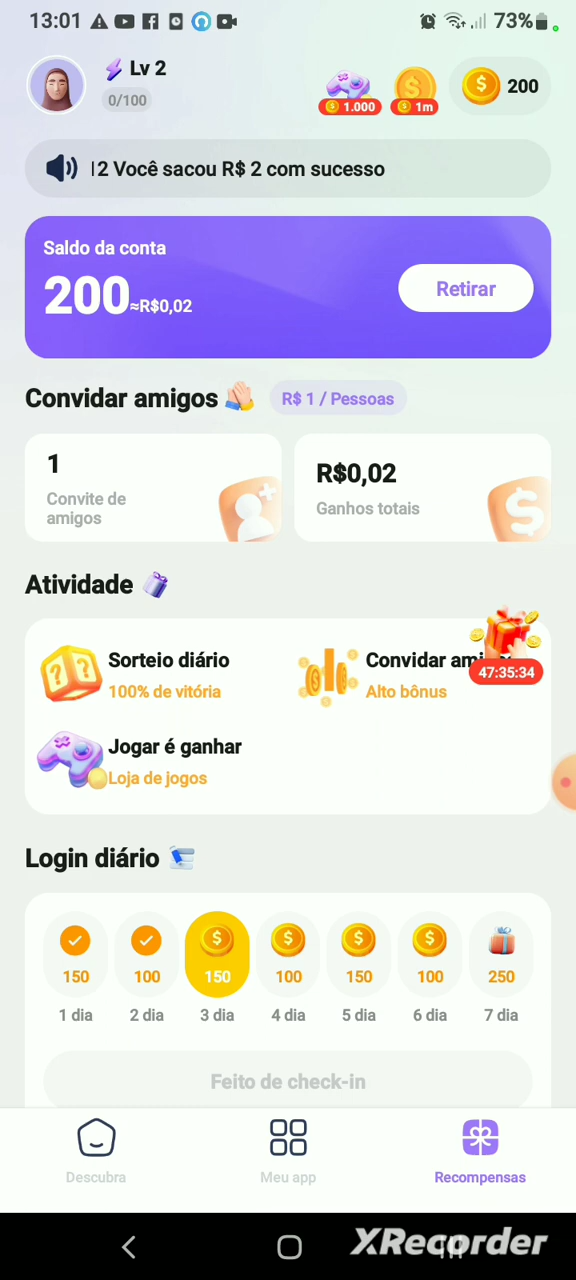 13:01
73%
Lv 2
0/100
1.000
1m
200
12 Você sacou R$ 2 com sucesso
Saldo da conta
200≈R$0,02
Retirar
Convidar amigos
R$ 1 / Pessoas
1
Convite de
amigos
R$0,02
Ganhos totais
Atividade
Sorteio diário
100% de vitória
Convidar
Alto bônus
47:35:34
Jogar é ganhar
Loja de jogos
Login diário
150 100 150 100 150 100 250
1 dia 2 dia 3 dia 4 dia 5 dia 6 dia 7 dia
Feito de check-in
Descubra Meu app Recompensas
XRecorder